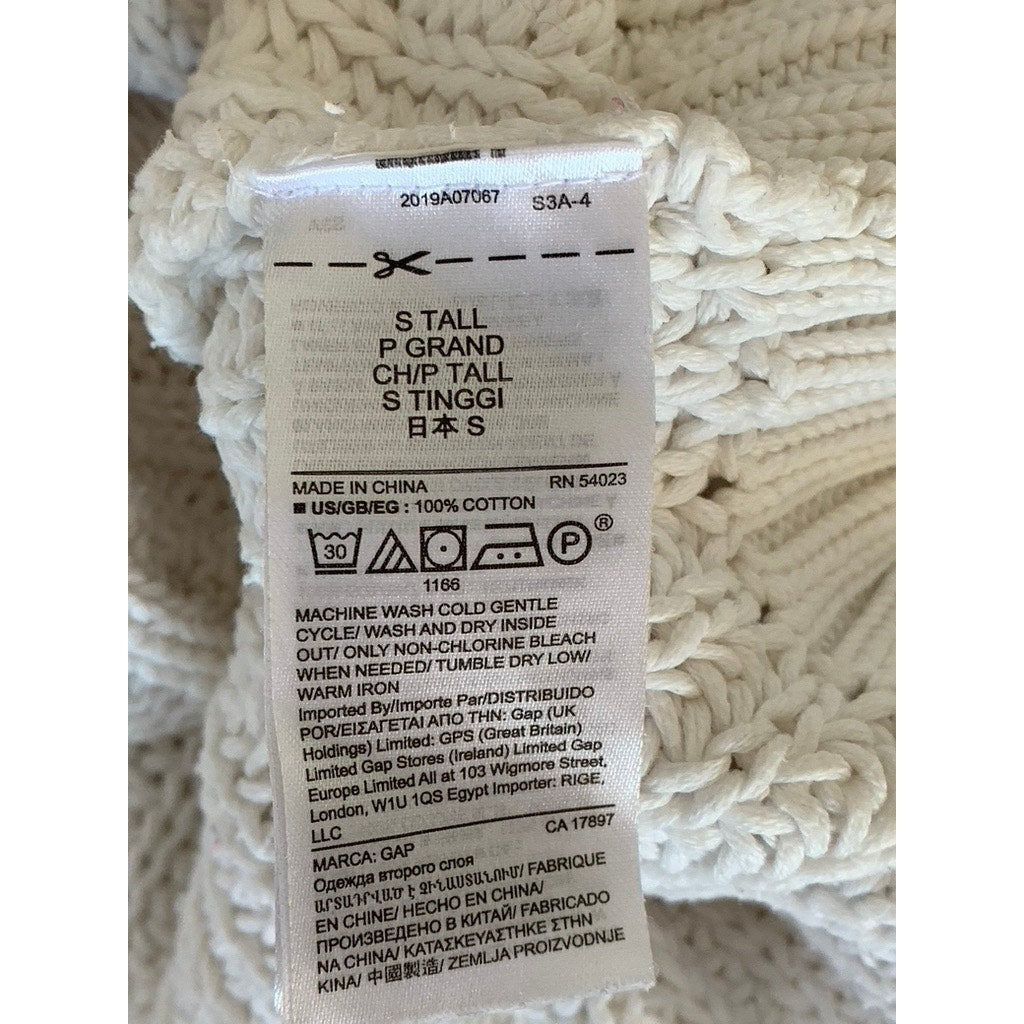 2019A07067 S3A-4
S TALL
P GRAND
CH/P TALL
S TINGGI
日本 S
MADE IN CHINA RN 54023
US/GB/EG : 100% COTTON
30 P ®
1166
MACHINE WASH COLD GENTLE
CYCLE/ WASH AND DRY INSIDE
OUT/ ONLY NON-CHLORINE BLEACH
WHEN NEEDED/ TUMBLE DRY LOW/
WARM IRON
Imported By/Importe Par/DISTRIBUIDO
POR/ΕΙΣΑΓΕΤΑΙ ΑΠΟ ΤΗΝ: Gap (UK
Holdings) Limited: GPS (Great Britain)
Limited Gap Stores (Ireland) Limited Gap
Europe Limited All at 103 Wigmore Street,
London, W1U 1QS Egypt Importer: RIGE,
LLC CA 17897
MARCA: GAP
Одежда второго слоя
ԱՐՏԱԴՐՎԱԾ Է ՉԻՆԱՍՏԱՆՈՒՄ/ FABRIQUE
EN CHINE/ HECHO EN CHINA/
ПРОИЗВЕДЕНО В КИТАЙ/ FABRICADO
NA CHINA/ ΚΑΤΑΣΚΕΥΑΣΤΗΚΕ ΣΤΗΝ
ΚΙΝΑ/ 中國製造/ ZEMLJA PROIZVODNJE